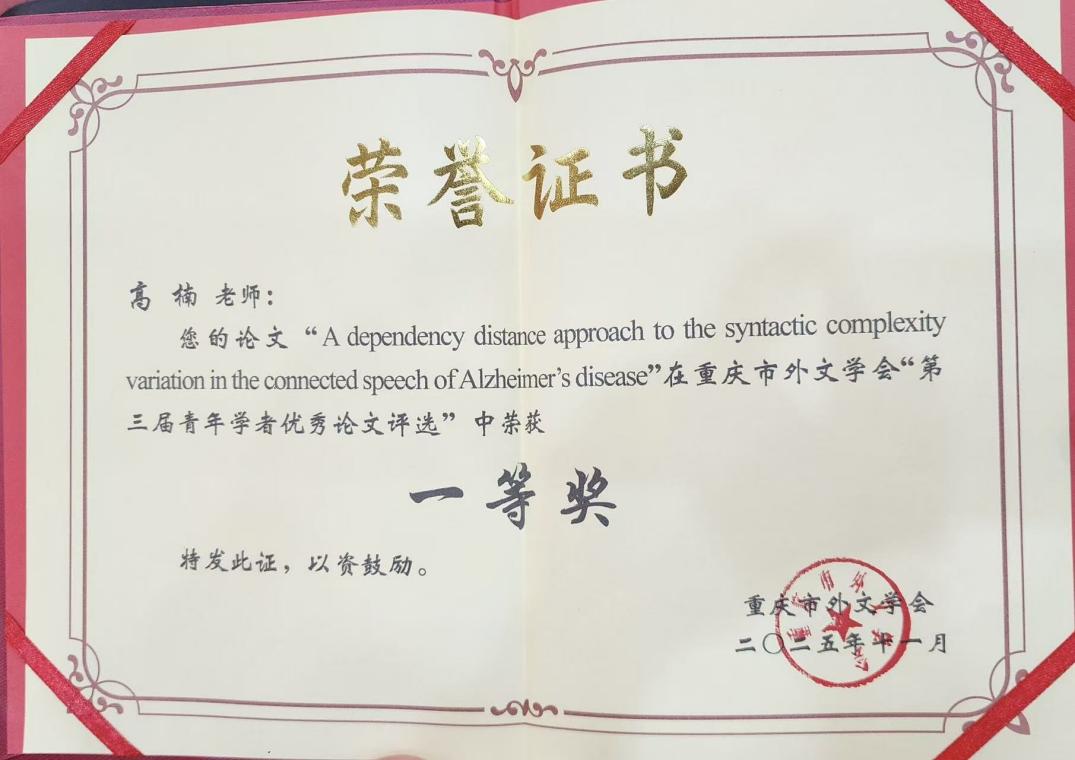 荣誉证书
高 楠 老师：
您的论文“A dependency distance approach to the syntactic complexity
variation in the connected speech of Alzheimer's disease”在重庆市外文学会“第
三届青年学者优秀论文评选”中荣获
一等奖
特发此证，以资鼓励。
重庆市外文学会
二〇二五年十一月